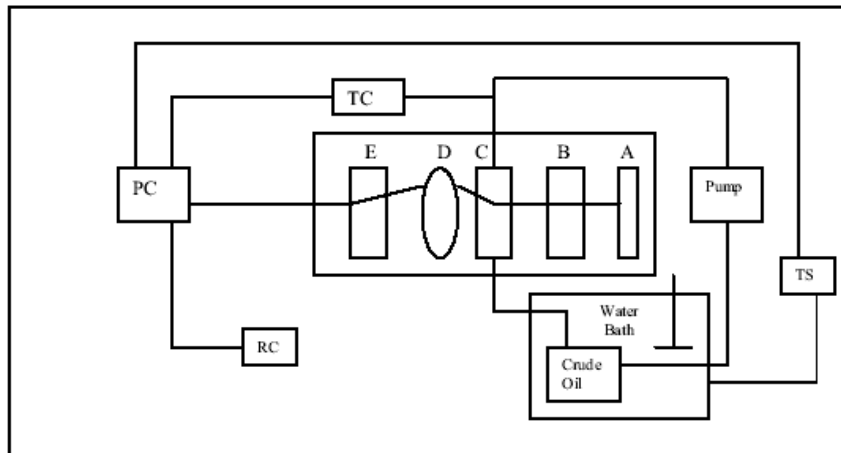 TC
E D C B A
PC
Pump
TS
Water
Bath
RC
Crude
Oil